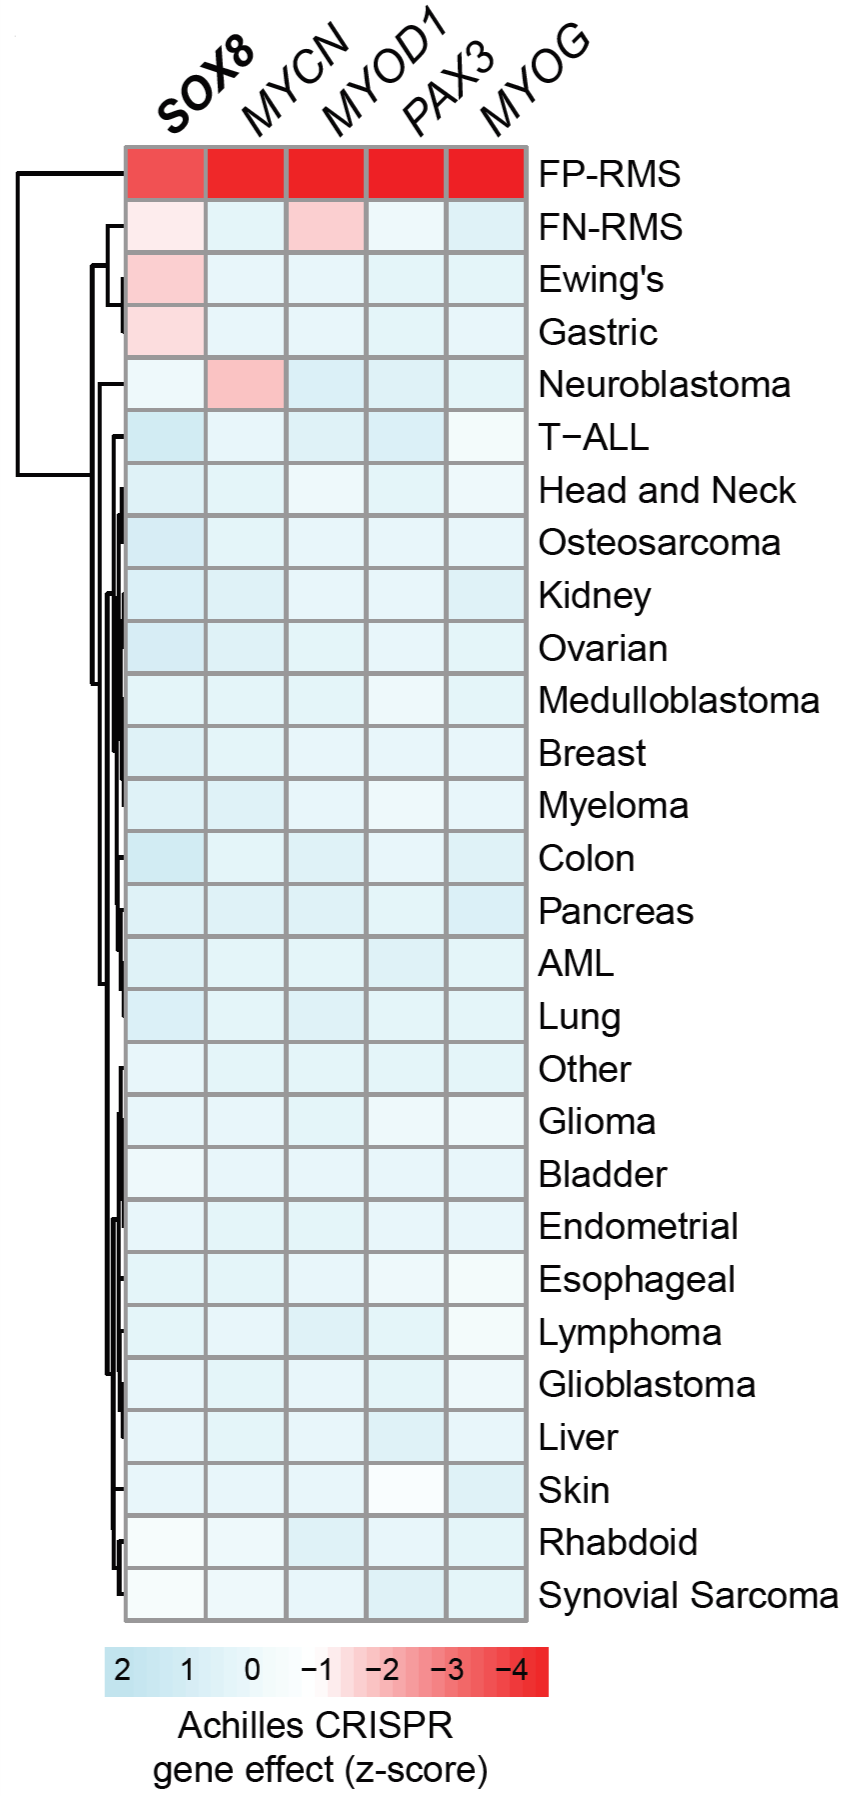 SOX8 MYCN MYOD1 PAX3 MYOG
FP-RMS
FN-RMS
Ewing's
Gastric
Neuroblastoma
T−ALL
Head and Neck
Osteosarcoma
Kidney
Ovarian
Medulloblastoma
Breast
Myeloma
Colon
Pancreas
AML
Lung
Other
Glioma
Bladder
Endometrial
Esophageal
Lymphoma
Glioblastoma
Liver
Skin
Rhabdoid
Synovial Sarcoma
2 1 0 −1 −2 −3 −4
Achilles CRISPR
gene effect (z-score)